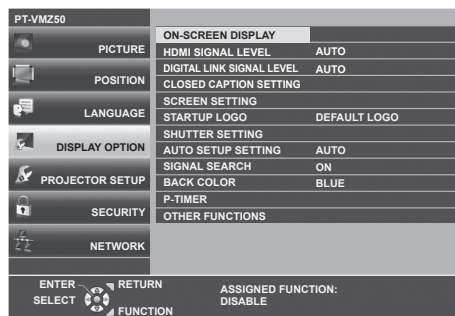 PT-VMZ50
PICTURE
POSITION
LANGUAGE
DISPLAY OPTION
PROJECTOR SETUP
SECURITY
NETWORK
ON-SCREEN DISPLAY
HDMI SIGNAL LEVEL AUTO
DIGITAL LINK SIGNAL LEVEL AUTO
CLOSED CAPTION SETTING
SCREEN SETTING
STARTUP LOGO DEFAULT LOGO
SHUTTER SETTING
AUTO SETUP SETTING AUTO
SIGNAL SEARCH ON
BACK COLOR BLUE
P-TIMER
OTHER FUNCTIONS
ENTER RETURN
SELECT
FUNCTION
ASSIGNED FUNCTION:
DISABLE